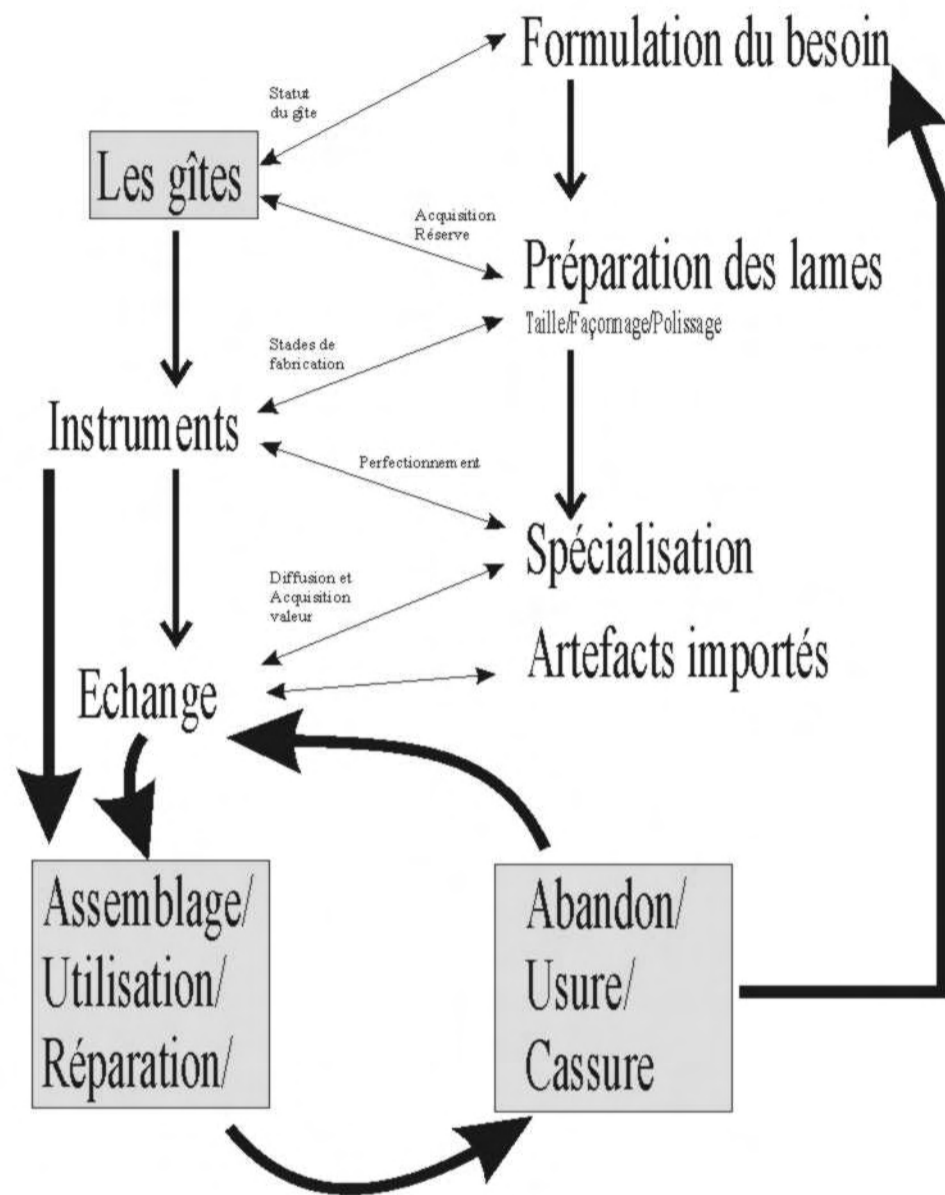 Formulation du besoin
Statut
du gîte
Les gîtes
Acquisition
Réserve
Préparation des lames
Taille/Façonnage/Polissage
Stades de
fabrication
Instruments
Perfectionnement
Spécialisation
Diffusion et
Acquisition
valeur
Artefacts importés
Echange
Assemblage/
Utilisation/
Réparation/
Abandon/
Usure/
Cassure